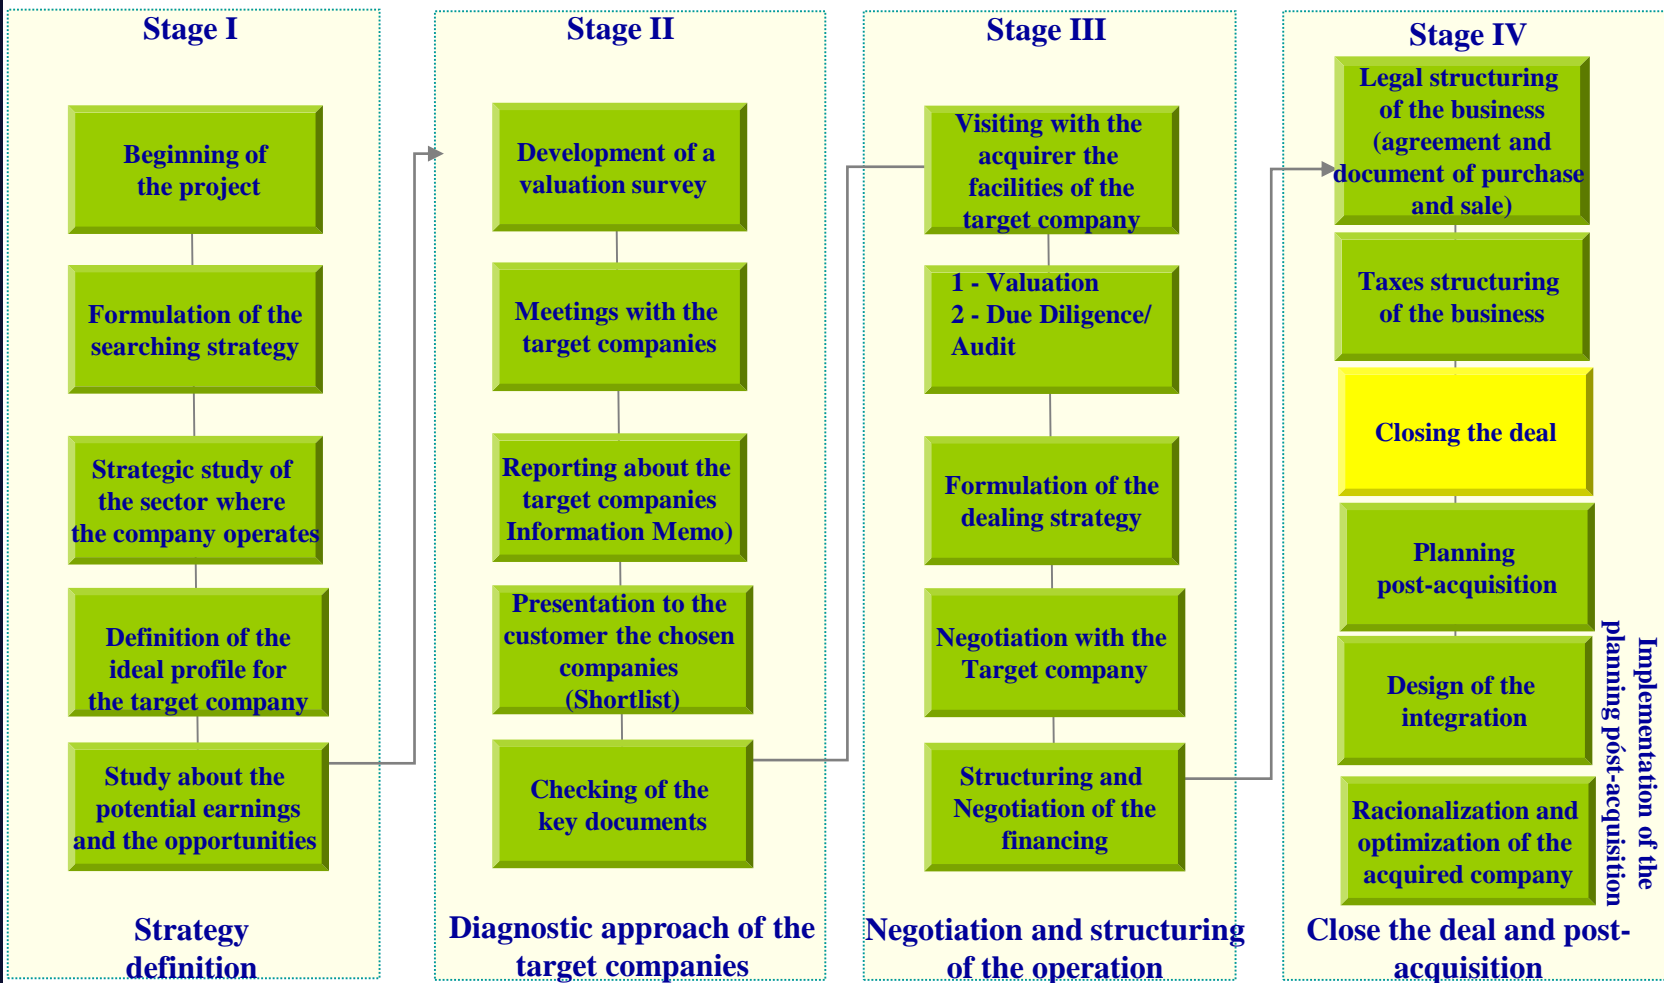 Stage I
Beginning of
the project
Formulation of the
searching strategy
Strategic study of
the sector where
the company operates
Definition of the
ideal profile for
the target company
Study about the
potential earnings
and the opportunities
Strategy
definition
Stage II
Development of a
valuation survey
Meetings with the
target companies
Reporting about the
target companies
Information Memo)
Presentation to the
customer the chosen
companies
(Shortlist)
Checking of the
key documents
Diagnostic approach of the
target companies
Stage III
Visiting with the
acquirer the
facilities of the
target company
1 - Valuation
2 - Due Diligence/
Audit
Formulation of the
dealing strategy
Negotiation with the
Target company
Structuring and
Negotiation of the
financing
Negotiation and structuring
of the operation
Stage IV
Legal structuring
of the business
(agreement and
document of purchase
and sale)
Taxes structuring
of the business
Closing the deal
Planning
post-acquisition
Design of the
integration
Racionalization and
optimization of the
acquired company
Implementation of the
planning póst-acquisition
Close the deal and post-
acquisition